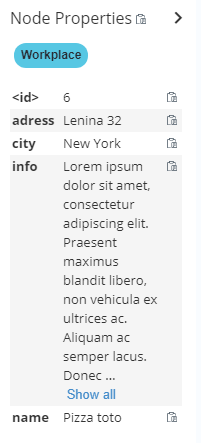 Node Properties
Workplace
<id> 6
adress Lenina 32
city New York
info Lorem ipsum
dolor sit amet,
consectetur
adipiscing elit.
Praesent
maximus
blandit libero,
non vehicula ex
ultrices ac.
Aliquam ac
semper lacus.
Donec ...
Show all
name Pizza toto